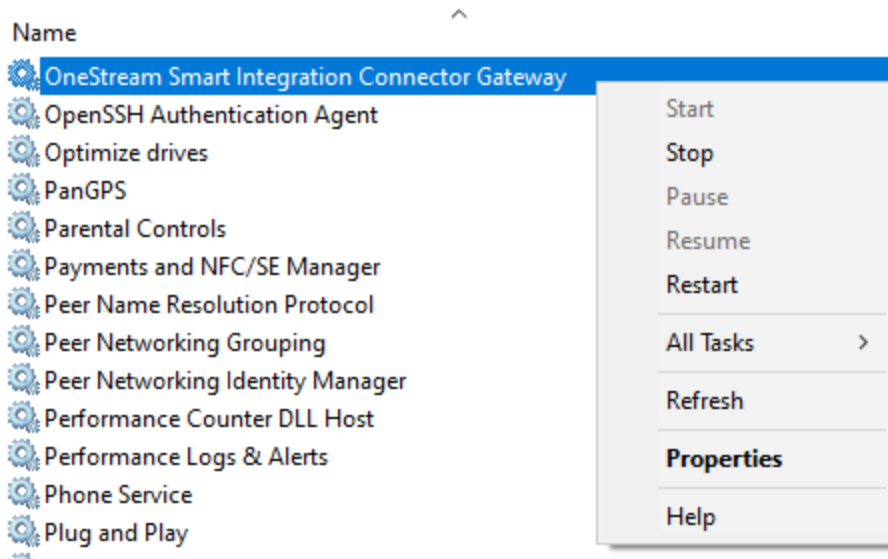 Name
OneStream Smart Integration Connector Gateway
OpenSSH Authentication Agent
Optimize drives
PanGPS
Parental Controls
Payments and NFC/SE Manager
Peer Name Resolution Protocol
Peer Networking Grouping
Peer Networking Identity Manager
Performance Counter DLL Host
Performance Logs & Alerts
Phone Service
Plug and Play
Start
Stop
Pause
Resume
Restart
All Tasks
Refresh
Properties
Help